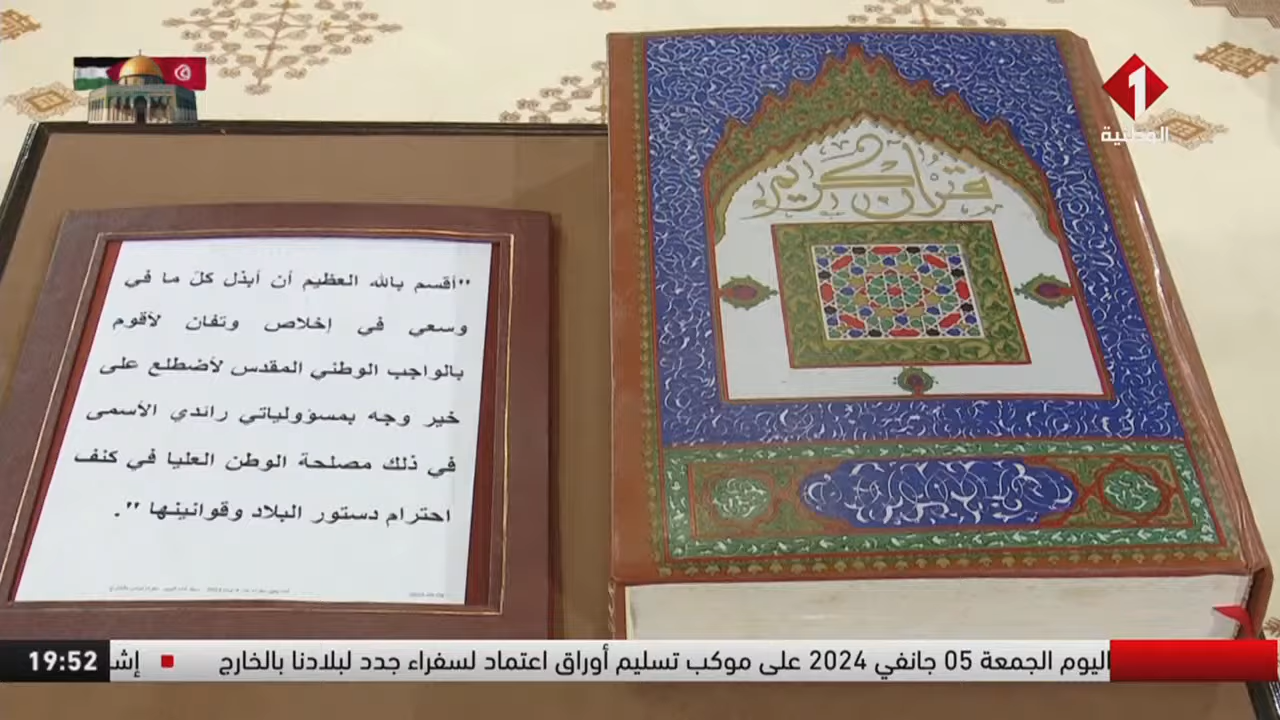 1
الوطنية
قرآن كريم
"أقسم بالله العظيم أن أبذل كلّ ما في
وسعي في إخلاص وتفان لأقوم
بالواجب الوطني المقدس لأضطلع على
خير وجه بمسؤولياتي رائدي الأسمى
في ذلك مصلحة الوطن العليا في كنف
احترام دستور البلاد وقوانينها".
اليوم الجمعة 05 جانفي 2024 على موكب تسليم أوراق اعتماد لسفراء جدد لبلادنا بالخارج
19:52